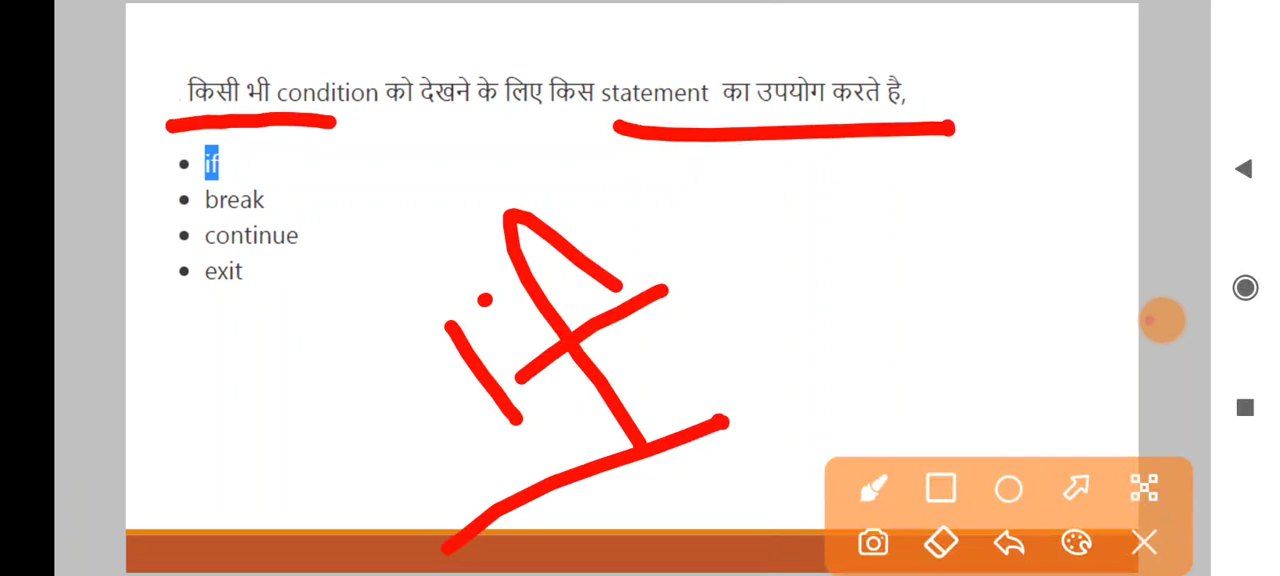 किसी भी condition को देखने के लिए किस statement का उपयोग करते है,
if
break
continue
exit
if